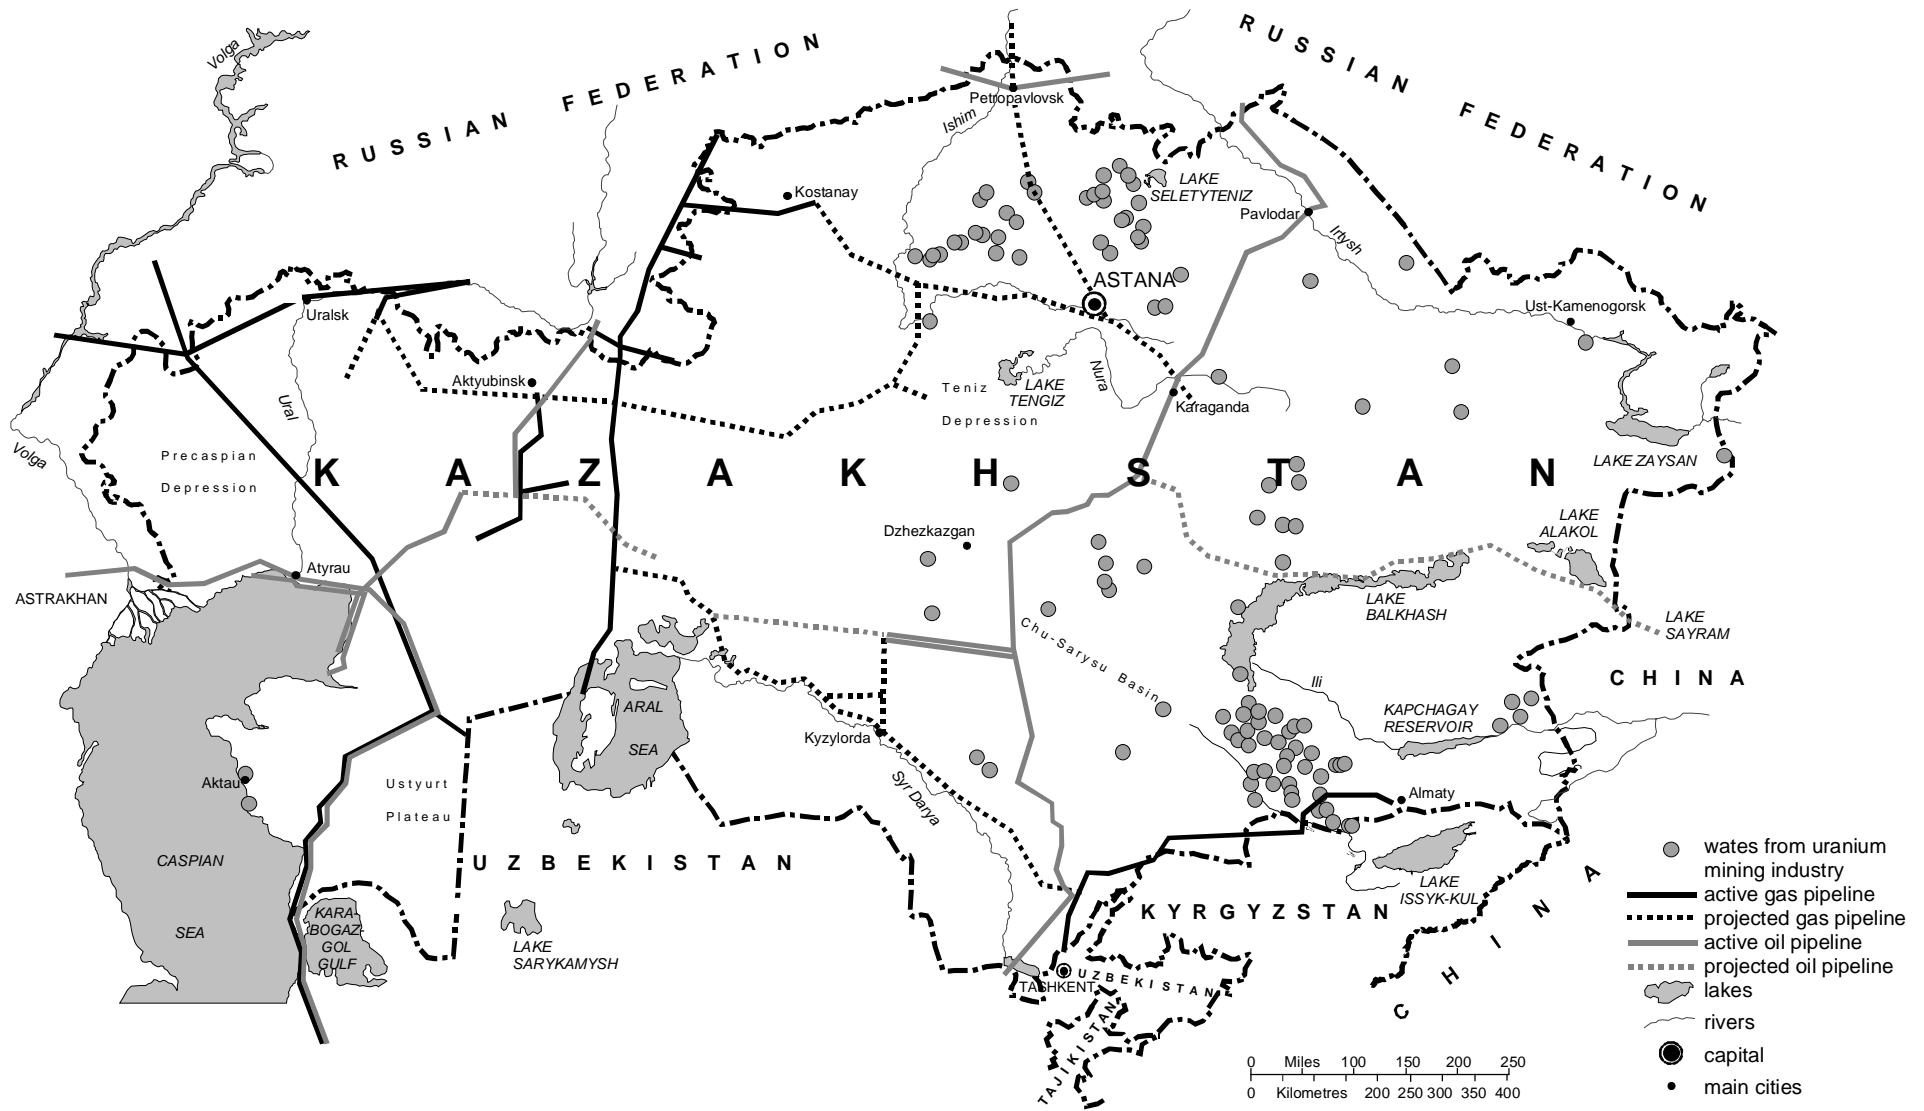 Volga
RUSSIAN FEDERATION
RUSSIAN FEDERATION
Petropavlovsk
Ishim
Kostanay
LAKE
SELETYTENIZ
Pavlodar
Irtysh
ASTANA
Uralsk
Ust-Kamenogorsk
Aktyubinsk
Ural
Teniz
Depression
LAKE
TENGIZ
Nura
Karaganda
Volga
Precaspian
Depression
KAZAKHSTAN
LAKE ZAYSAN
LAKE
ALAKOL
Dzhezkazgan
Atyrau
ASTRAKHAN
LAKE
BALKHASH
LAKE
SAYRAM
Chu-Sarysu Basin
CHINA
Ili
ARAL
SEA
KAPCHAGAY
RESERVOIR
Kyzylorda
Aktau
Ustyurt
Plateau
Syr Darya
Almaty
CASPIAN
SEA
UZBEKISTAN
LAKE
ISSYK-KUL
KYRGYZSTAN
CHINA
KARA-
BOGAZ-
GOL
GULF
LAKE
SARYKAMYSH
TASHKENT
UZBEKISTAN
TAJIKISTAN
wates from uranium
mining industry
active gas pipeline
projected gas pipeline
active oil pipeline
projected oil pipeline
lakes
rivers
capital
main cities
0 Miles 100 150 200 250
0 Kilometres 200 250 300 350 400